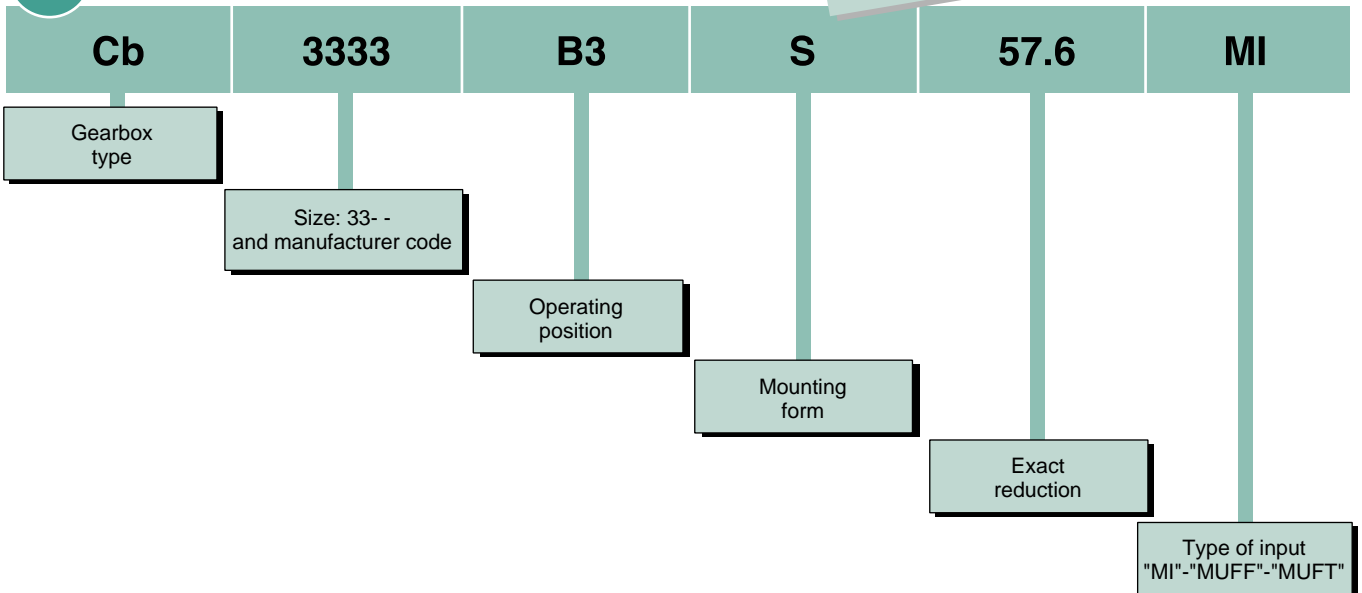 Cb 3333 B3 S 57.6 MI
Gearbox
type
Size: 33- -
and manufacturer code
Operating
position
Mounting
form
Exact
reduction
Type of input
"MI"-"MUFF"-"MUFT"